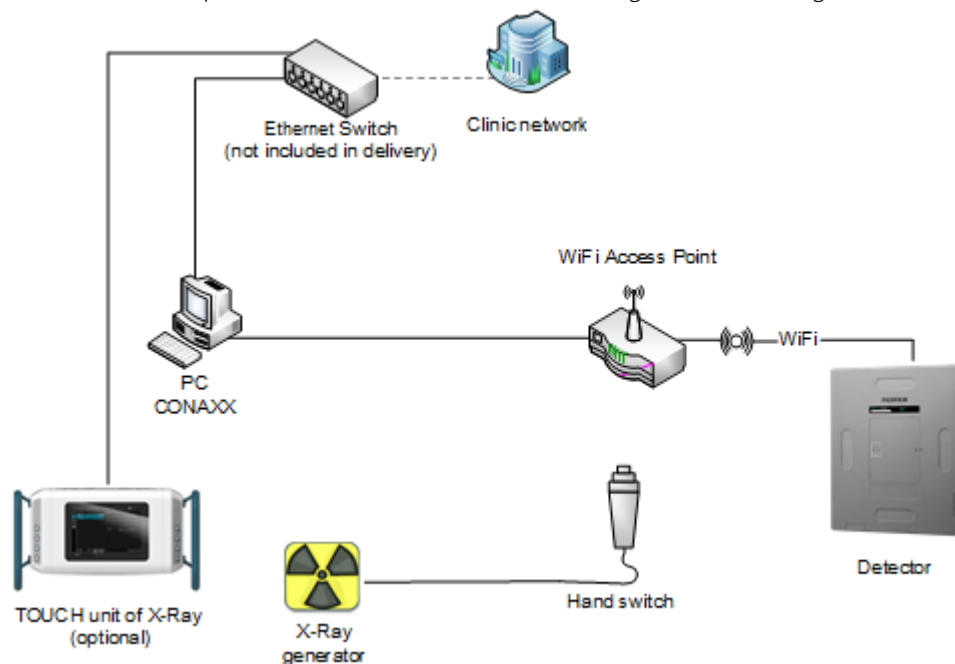 Ethernet Switch
(not included in delivery)
Clinic network
WiFi Access Point
WiFi
PC
CONAXX
TOUCH unit of X-Ray
(optional)
X-Ray
generator
Hand switch
Detector